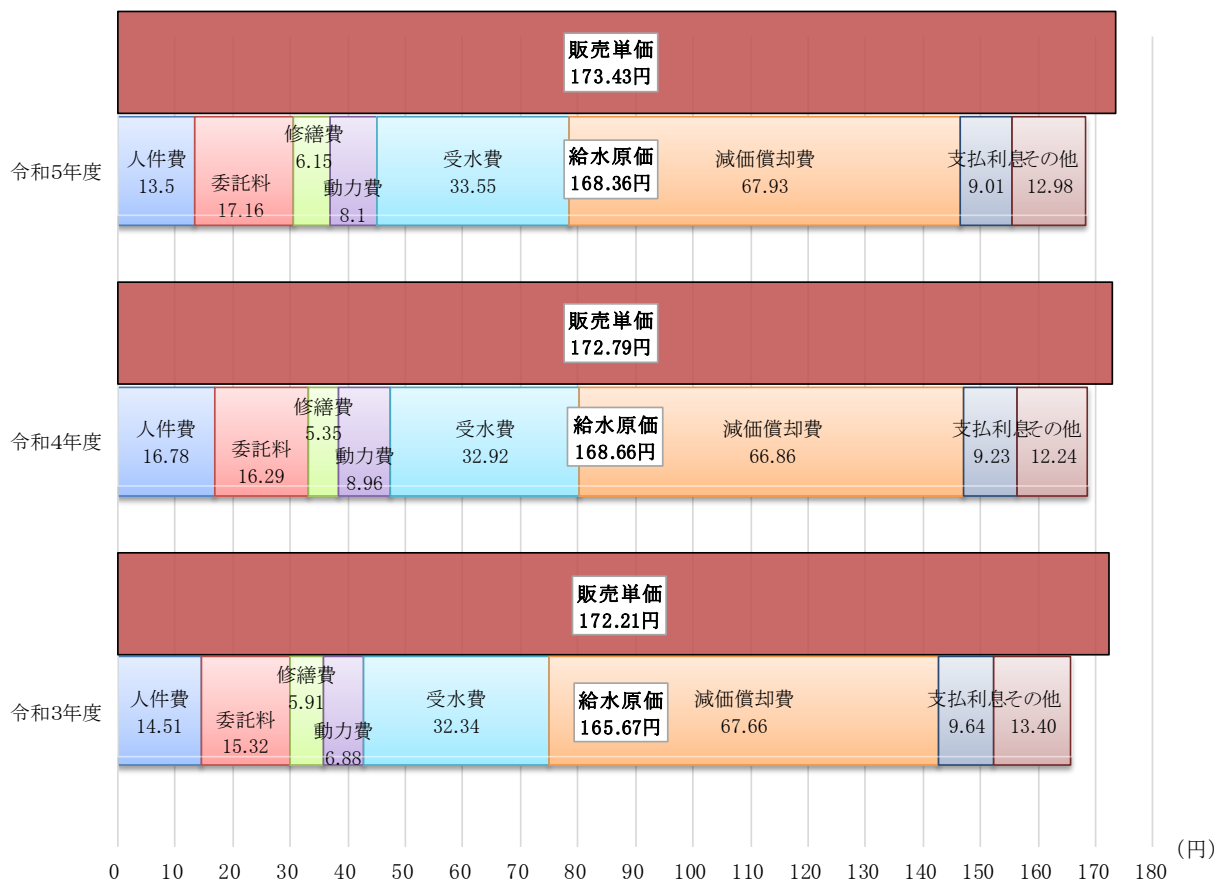 販売単価
173.43円
令和5年度
人件費
13.5
委託料
17.16
修繕費
6.15
動力費
8.1
受水費
33.55
給水原価
168.36円
減価償却費
67.93
支払利息
9.01
その他
12.98
販売単価
172.79円
令和4年度
人件費
16.78
委託料
16.29
修繕費
5.35
動力費
8.96
受水費
32.92
給水原価
168.66円
減価償却費
66.86
支払利息
9.23
その他
12.24
販売単価
172.21円
令和3年度
人件費
14.51
委託料
15.32
修繕費
5.91
動力費
6.88
受水費
32.34
給水原価
165.67円
減価償却費
67.66
支払利息
9.64
その他
13.40
(円)
0 10 20 30 40 50 60 70 80 90 100 110 120 130 140 150 160 170 180